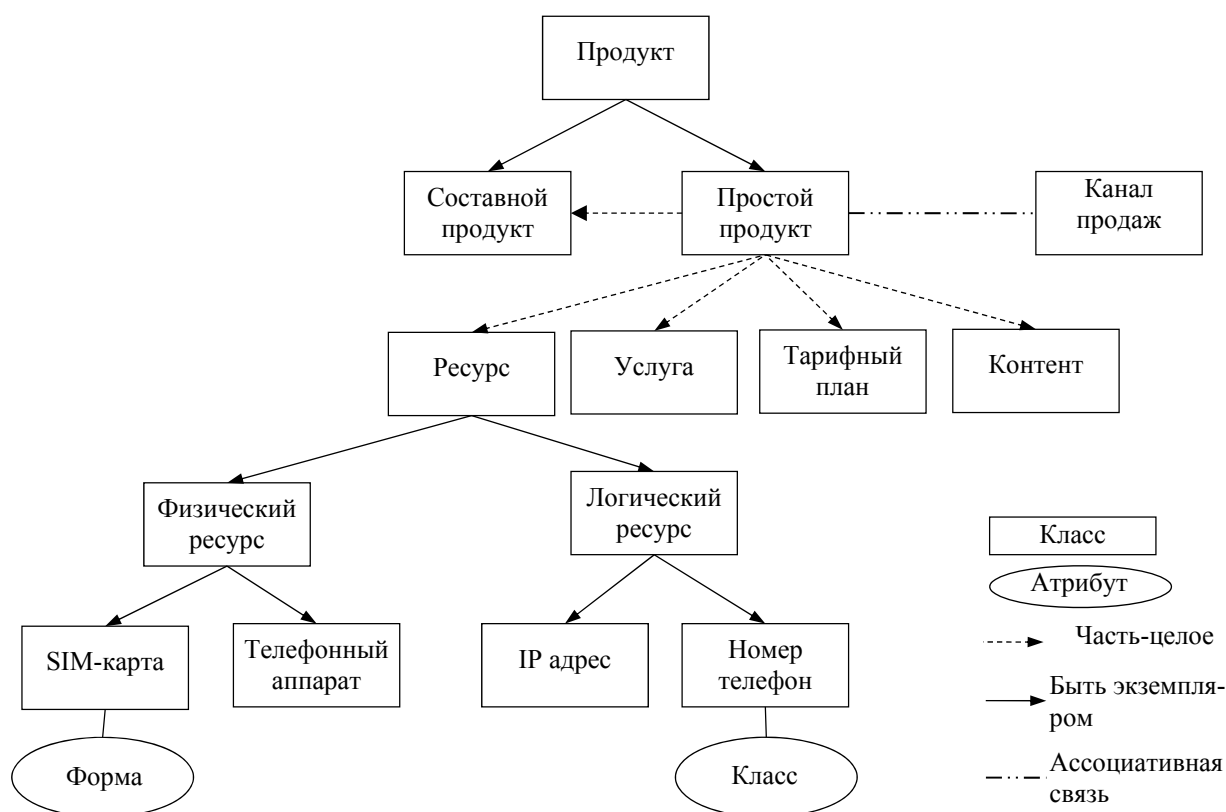 Продукт
Составной
продукт
Простой
продукт
Канал
продаж
Ресурс
Услуга
Тарифный
план
Контент
Физический
ресурс
Логический
ресурс
Класс
Атрибут
SIM-карта
Телефонный
аппарат
IP адрес
Номер
телефон
Часть-целое
Быть экземпля-
ром
Форма
Класс
Ассоциативная
связь